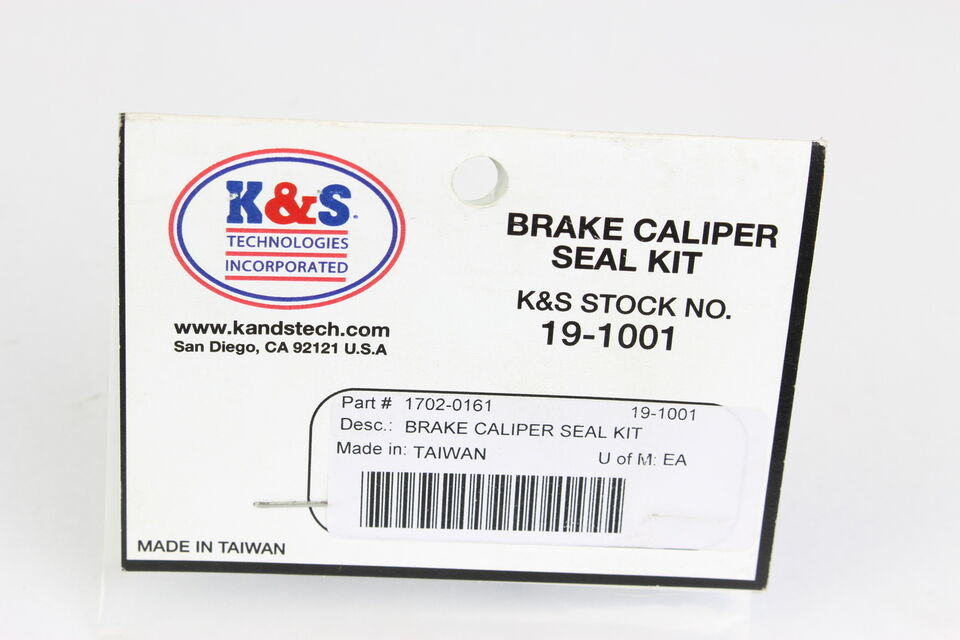 K&S
TECHNOLOGIES
INCORPORATED
www.kandstech.com
San Diego, CA 92121 U.S.A
BRAKE CALIPER
SEAL KIT
K&S STOCK NO.
19-1001
Part # 1702-0161 19-1001
Desc.: BRAKE CALIPER SEAL KIT
Made in: TAIWAN U of M: EA
MADE IN TAIWAN